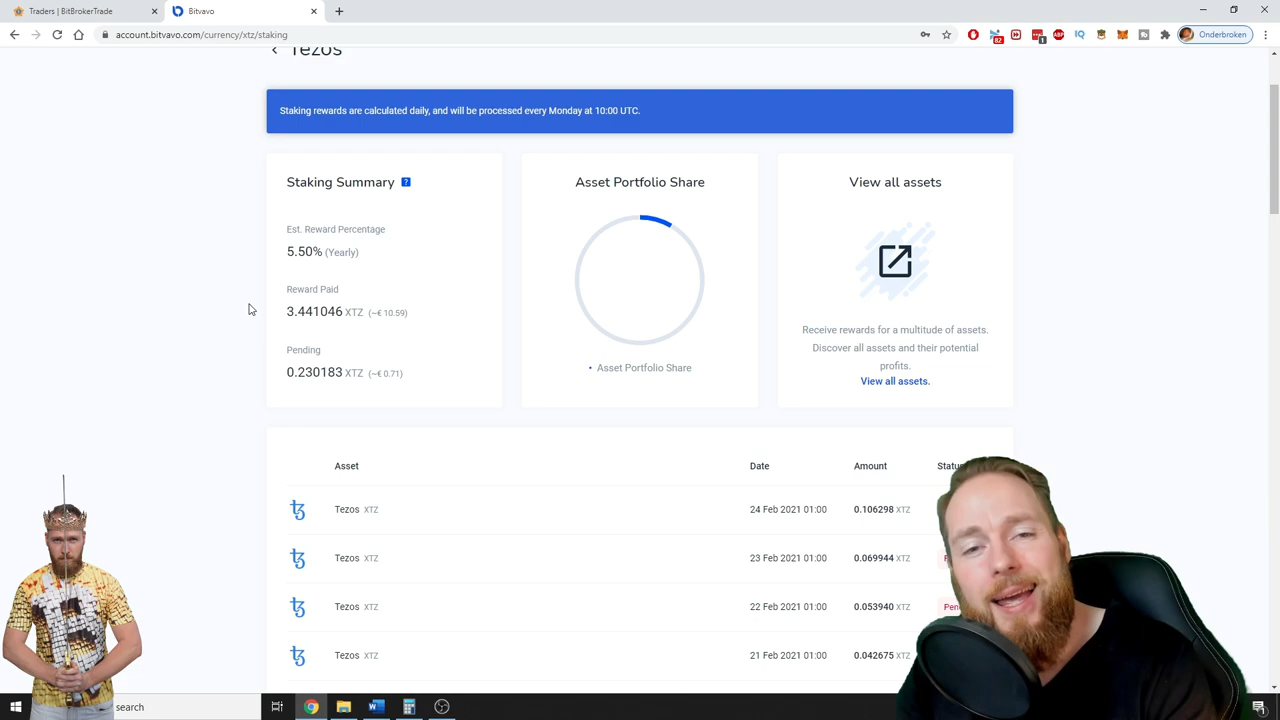 Traders | BitBrokerTrade
Bitvavo
account.bitvavo.com/currency/xtz/staking
82
1
ABP
IQ
Onderbroken
Tezos
Staking rewards are calculated daily, and will be processed every Monday at 10:00 UTC.
Staking Summary ?
Est. Reward Percentage
5.50% (Yearly)
Reward Paid
3.441046 XTZ (~€ 10.59)
Pending
0.230183 XTZ (~€ 0.71)
Asset Portfolio Share
• Asset Portfolio Share
View all assets
Receive rewards for a multitude of assets.
Discover all assets and their potential
profits.
View all assets.
Asset Date Amount
Tezos XTZ 24 Feb 2021 01:00 0.106298 XTZ
Tezos XTZ 23 Feb 2021 01:00 0.069944 XTZ
Tezos XTZ 22 Feb 2021 01:00 0.053940 XTZ
Tezos XTZ 21 Feb 2021 01:00 0.042675 XTZ
search